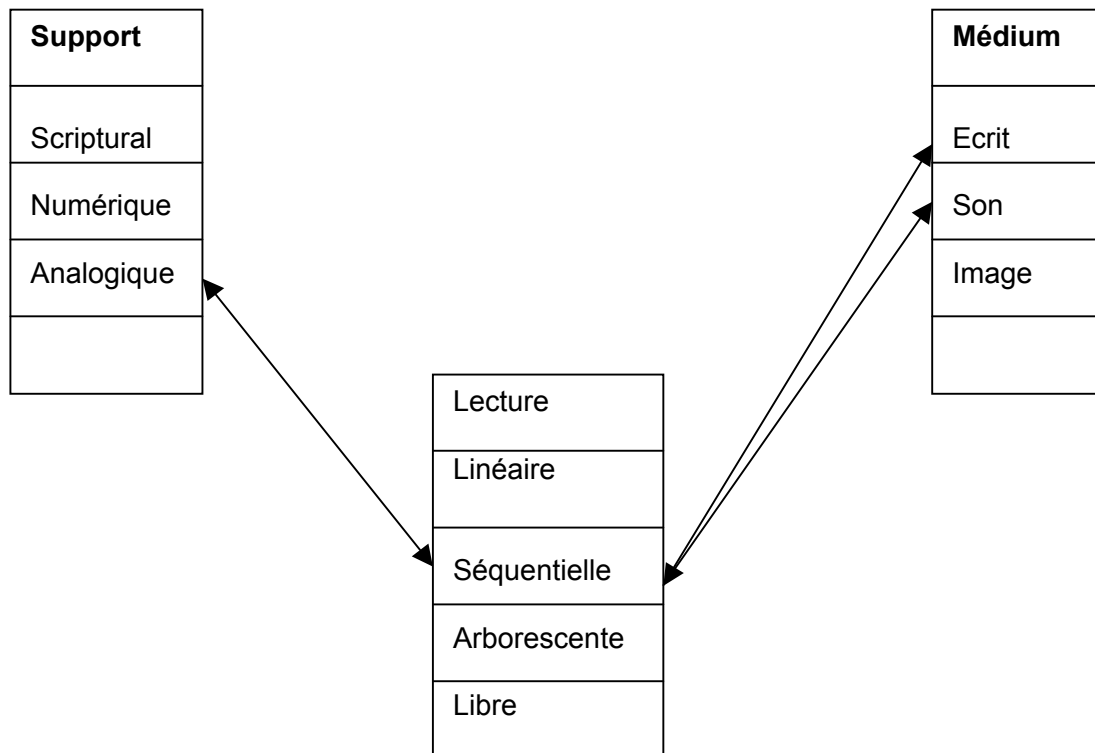 Support
Scriptural
Numérique
Analogique
Médium
Ecrit
Son
Image
Lecture
Linéaire
Séquentielle
Arborescente
Libre